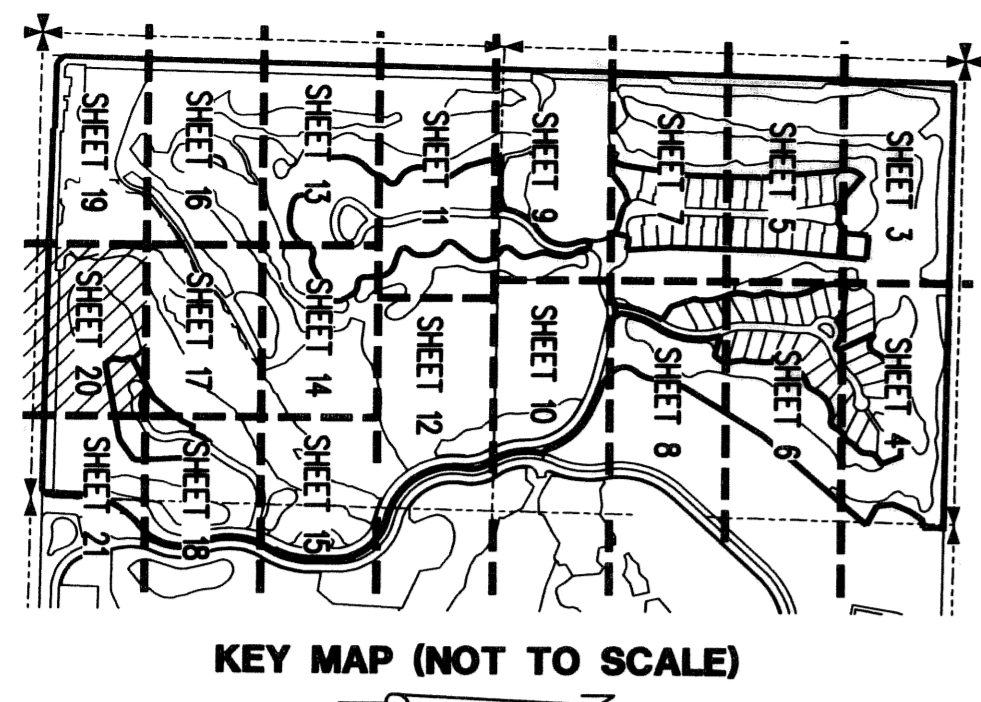 SHEET 19
SHEET 16
SHEET 13
SHEET 11
SHEET 9
SHEET 7
SHEET 5
SHEET 3
SHEET 20
SHEET 17
SHEET 14
SHEET 12
SHEET 10
SHEET 8
SHEET 6
SHEET 4
SHEET 21
SHEET 18
SHEET 15
KEY MAP (NOT TO SCALE)